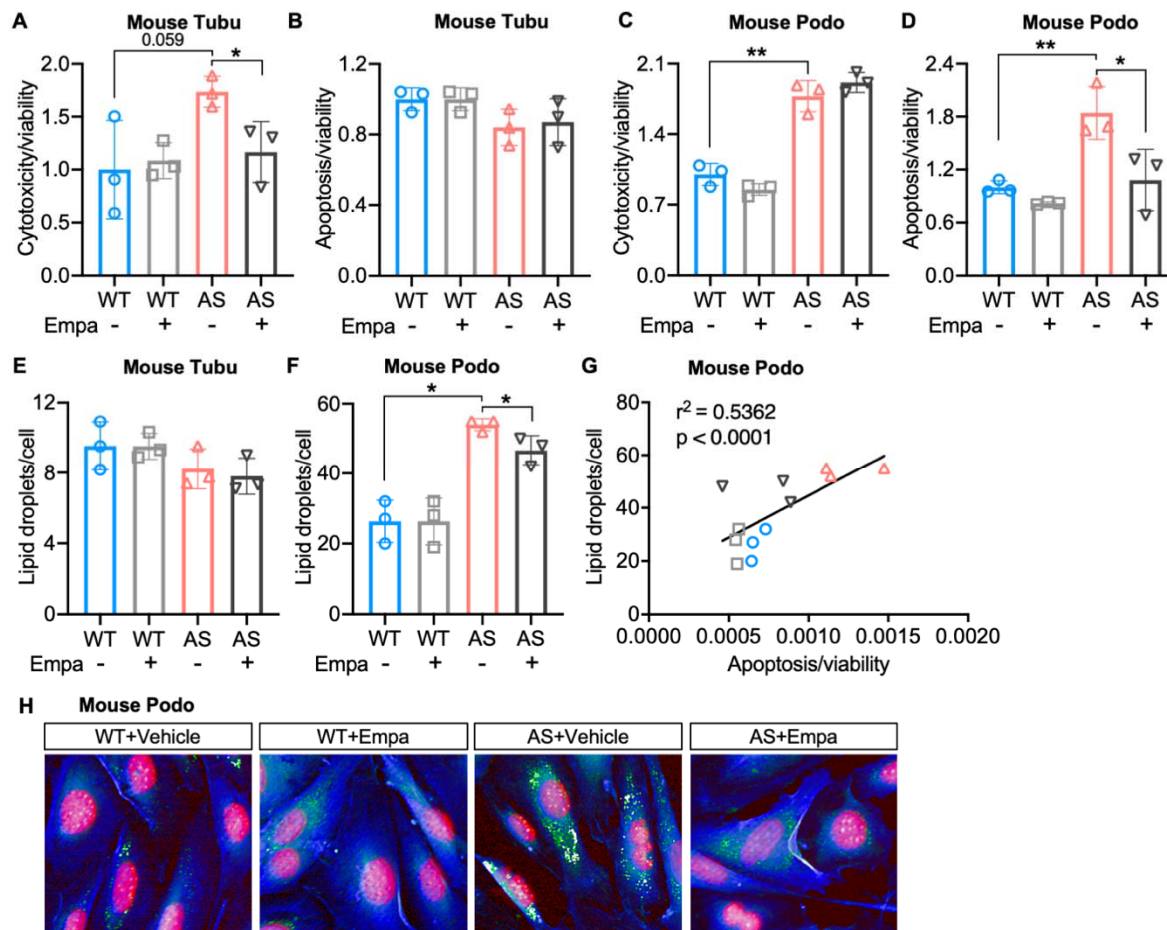 A
Mouse Tubu
0.059
*
Cytotoxicity/viability
2.0
1.5
1.0
0.5
0.0
WT WT AS AS
Empa - + - +
B
Mouse Tubu
Apoptosis/viability
1.2
0.8
0.4
0.0
WT WT AS AS
Empa - + - +
C
Mouse Podo
**
Cytotoxicity/viability
2.1
1.4
0.7
0.0
WT WT AS AS
Empa - + - +
D
Mouse Podo
**
*
Apoptosis/viability
2.4
1.8
1.2
0.6
0.0
WT WT AS AS
Empa - + - +
E
Mouse Tubu
Lipid droplets/cell
12
9
6
3
0
WT WT AS AS
Empa - + - +
F
Mouse Podo
*
*
Lipid droplets/cell
60
40
20
0
WT WT AS AS
Empa - + - +
G
Mouse Podo
r² = 0.5362
p < 0.0001
Lipid droplets/cell
80
60
40
20
0
0.0000 0.0005 0.0010 0.0015 0.0020
Apoptosis/viability
H
Mouse Podo
WT+Vehicle
WT+Empa
AS+Vehicle
AS+Empa